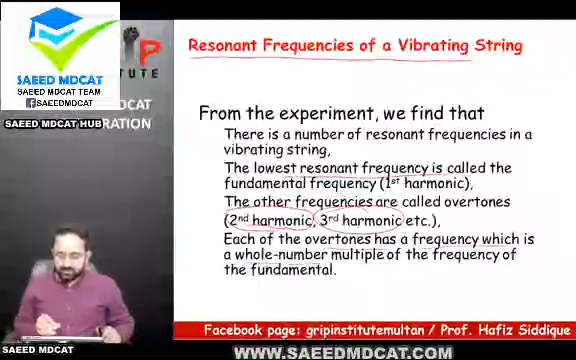 Resonant Frequencies of a Vibrating String
SAEED MDCAT
SAEED MDCAT TEAM
f/SAEEDMDCAT
SAEED MDCAT HUB
P
TUTE
DCAT
RATION
From the experiment, we find that
There is a number of resonant frequencies in a
vibrating string,
The lowest resonant frequency is called the
fundamental frequency (1st harmonic),
The other frequencies are called overtones
(2nd harmonic, 3rd harmonic etc.),
Each of the overtones has a frequency which is
a whole-number multiple of the frequency of
the fundamental.
Facebook page: gripinstitutemultan / Prof. Hafiz Siddique
SAEED MDCAT TEAM
WWW.SAEEDMDCAT.COM